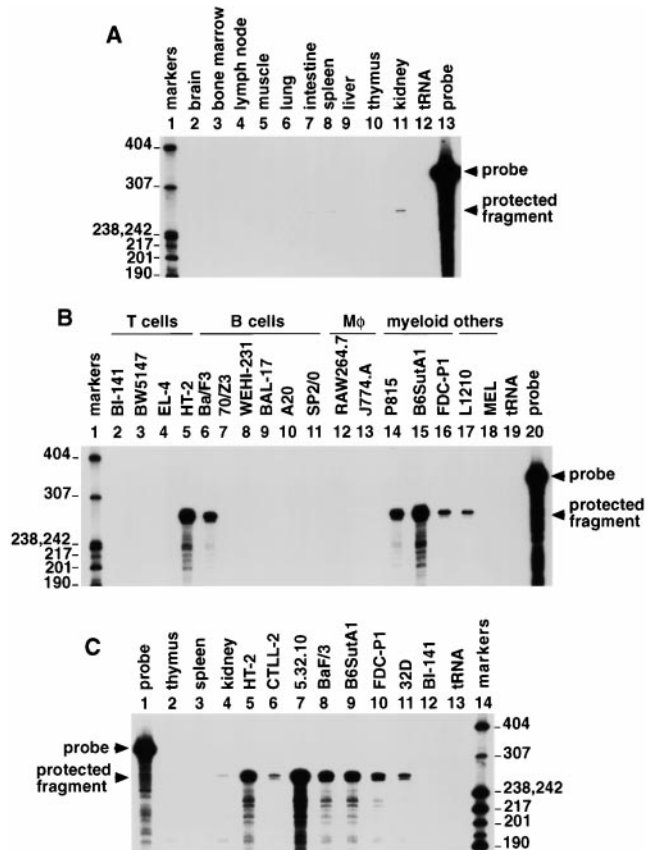 A
markers
brain
bone marrow
lymph node
muscle
lung
intestine
spleen
liver
thymus
kidney
tRNA
probe
1 2 3 4 5 6 7 8 9 10 11 12 13
404
307
238,242
217
201
190
probe
protected
fragment
B
T cells B cells Mϕ myeloid others
markers
BI-141
BW5147
EL-4
HT-2
Ba/F3
70/Z3
WEHI-231
BAL-17
A20
SP2/0
RAW264.7
J774.A
P815
B6SutA1
FDC-P1
L1210
MEL
tRNA
probe
1 2 3 4 5 6 7 8 9 10 11 12 13 14 15 16 17 18 19 20
404
307
238,242
217
201
190
probe
protected
fragment
C
probe
thymus
spleen
kidney
HT-2
CTLL-2
5.32.10
BaF/3
B6SutA1
FDC-P1
32D
BI-141
tRNA
markers
1 2 3 4 5 6 7 8 9 10 11 12 13 14
probe
protected
fragment
404
307
238,242
217
201
190